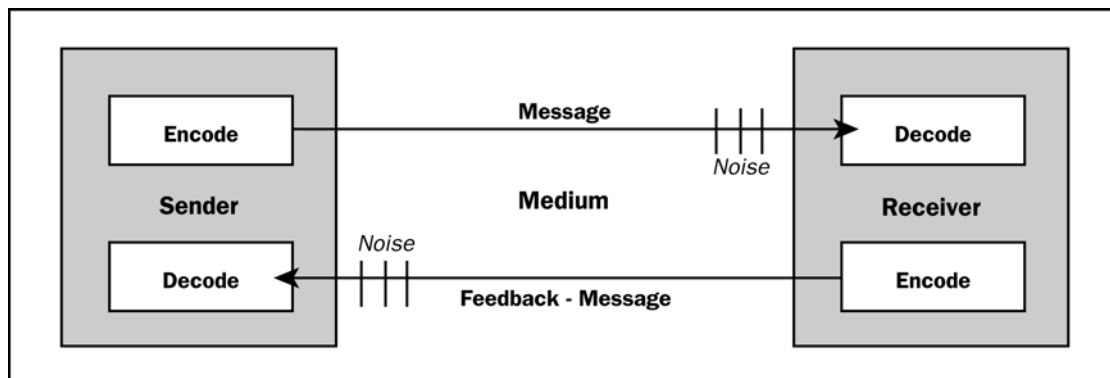 Message
Encode
Decode
Noise
Sender
Medium
Receiver
Noise
Decode
Encode
Feedback - Message